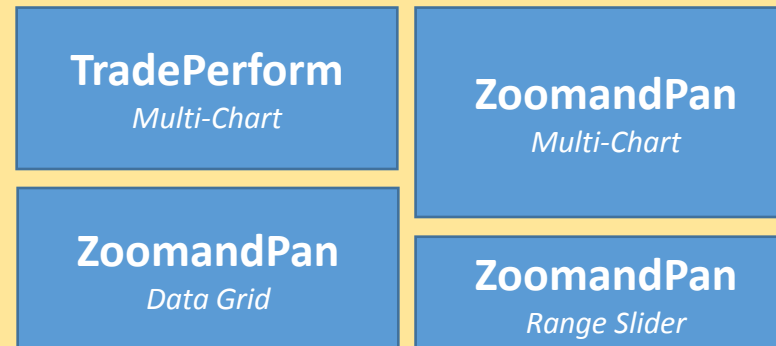 TradePerform
Multi-Chart
ZoomandPan
Multi-Chart
ZoomandPan
Data Grid
ZoomandPan
Range Slider